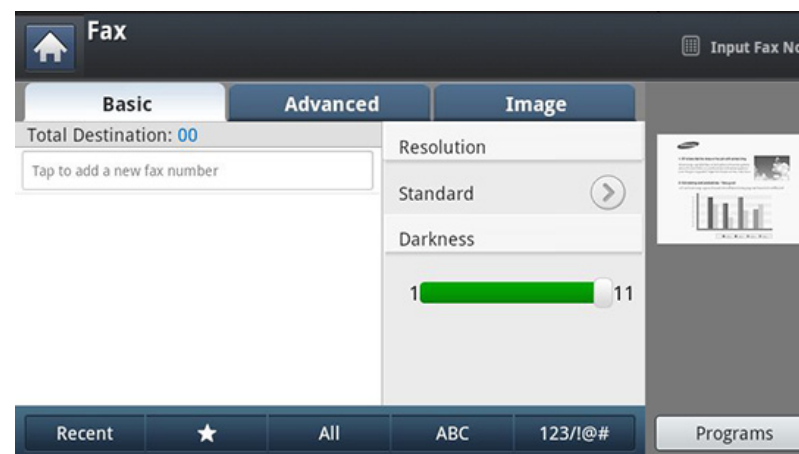 Fax
Input Fax No
Basic
Advanced
Image
Total Destination: 00
Tap to add a new fax number
Resolution
Standard
Darkness
1
11
Recent
All
ABC
123/!@#
Programs